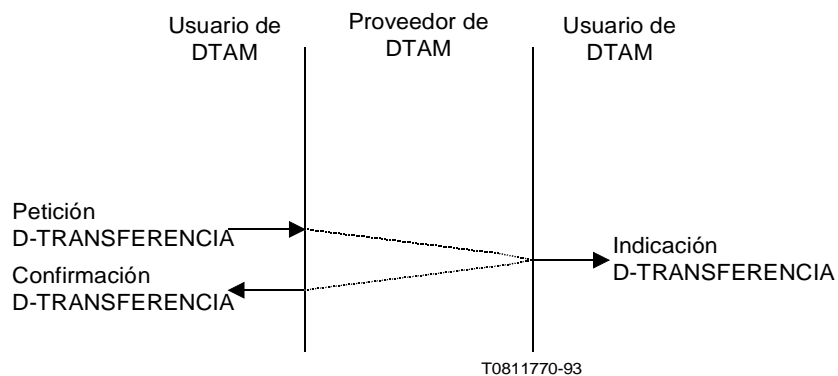 Usuario de
DTAM
Proveedor de
DTAM
Usuario de
DTAM
Petición
D-TRANSFERENCIA
Confirmación
D-TRANSFERENCIA
Indicación
D-TRANSFERENCIA
T0811770-93